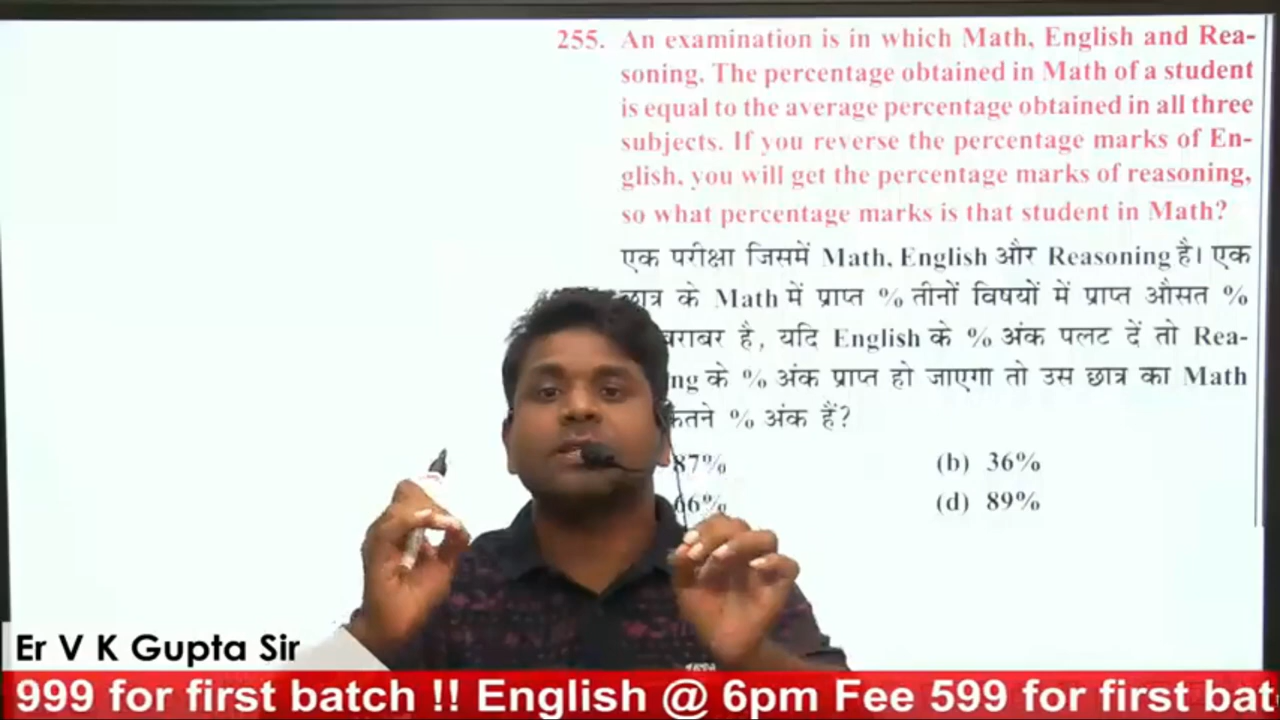 255. An examination is in which Math, English and Rea-
soning. The percentage obtained in Math of a student
is equal to the average percentage obtained in all three
subjects. If you reverse the percentage marks of En-
glish, you will get the percentage marks of reasoning,
so what percentage marks is that student in Math?
एक परीक्षा जिसमें Math, English और Reasoning है। एक
छात्र के Math में प्राप्त % तीनों विषयों में प्राप्त औसत %
बराबर है, यदि English के % अंक पलट दें तो Rea-
ng के % अंक प्राप्त हो जाएगा तो उस छात्र का Math
% अंक हैं?
87% (b) 36%
66% (d) 89%
Er V K Gupta Sir
999 for first batch !! English @ 6pm Fee 599 for first bat